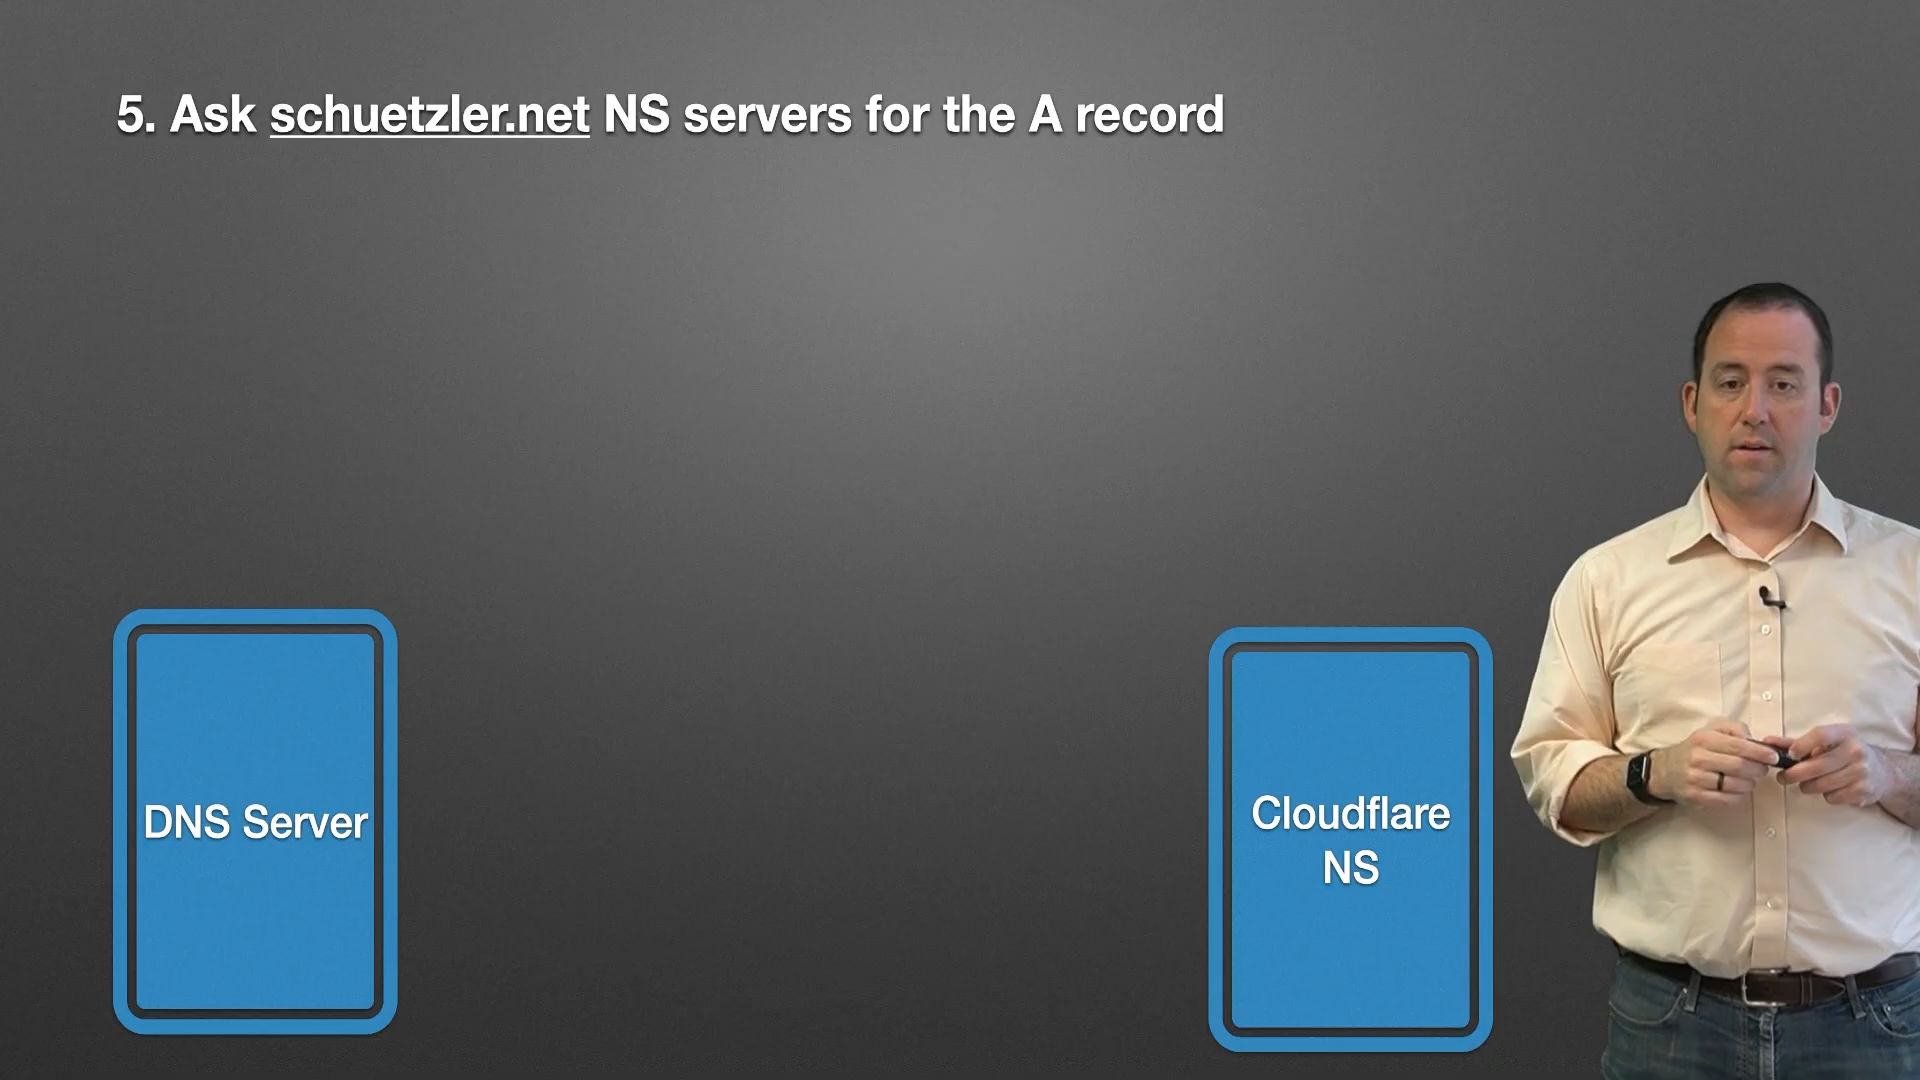 5. Ask schuetzler.net NS servers for the A record
DNS Server
Cloudflare
NS